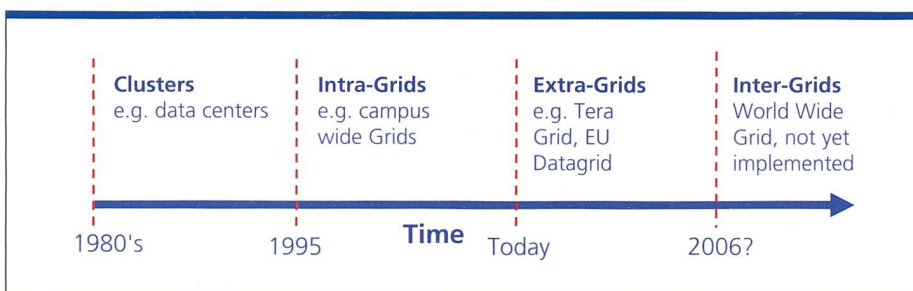 Clusters
e.g. data centers
Intra-Grids
e.g. campus
wide Grids
Extra-Grids
e.g. Tera
Grid, EU
Datagrid
Inter-Grids
World Wide
Grid, not yet
implemented
1980's
1995
Time
Today
2006?